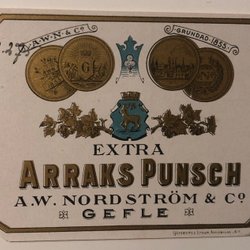 A.W.N. & Co
GRUNDAD 1853.
G
EXTRA
ARRAKS PUNSCH
A.W. NORDSTRÖM & Co.
GEFLE